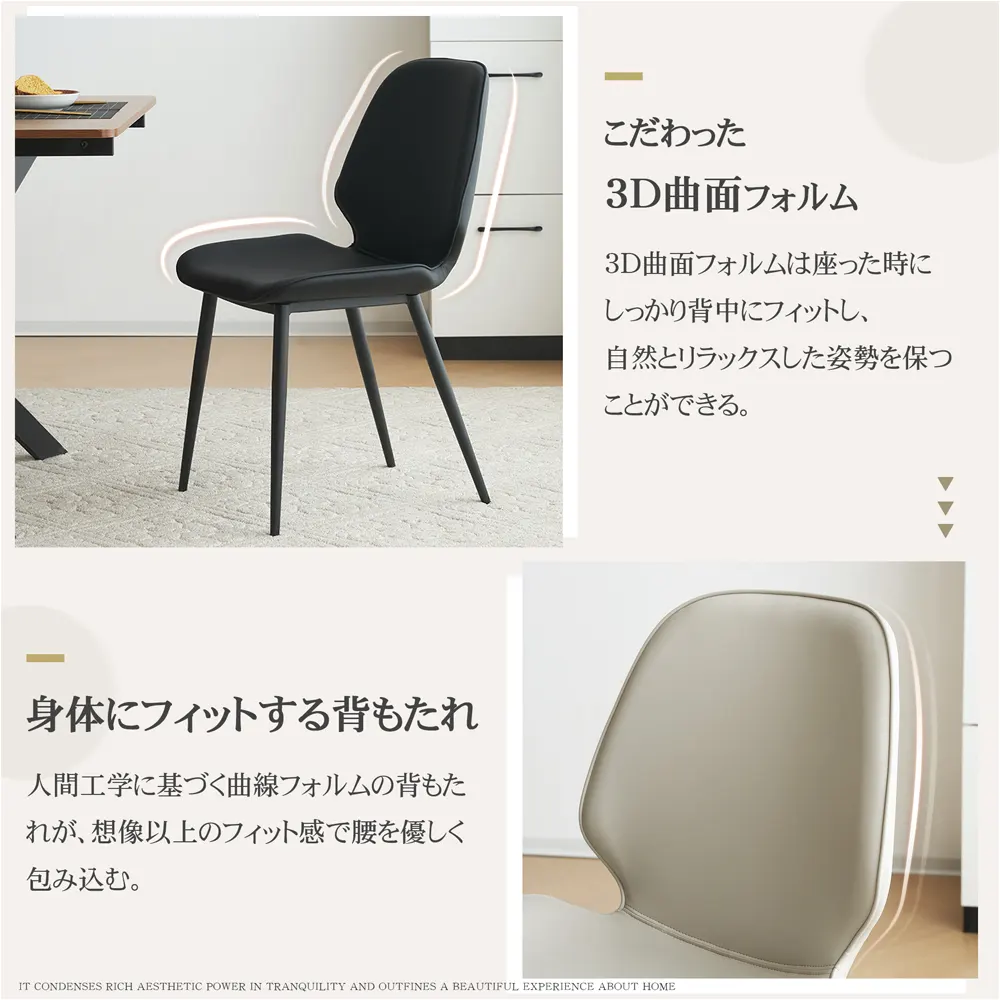 こだわった
3D曲面フォルム
3D曲面フォルムは座った時に
しっかり背中にフィットし、
自然とリラックスした姿勢を保つ
ことができる。
身体にフィットする背もたれ
人間工学に基づく曲線フォルムの背もた
れが、想像以上のフィット感で腰を優しく
包み込む。
IT CONDENSES RICH AESTHETIC POWER IN TRANQUILITY AND OUTFINES A BEAUTIFUL EXPERIENCE ABOUT HOME